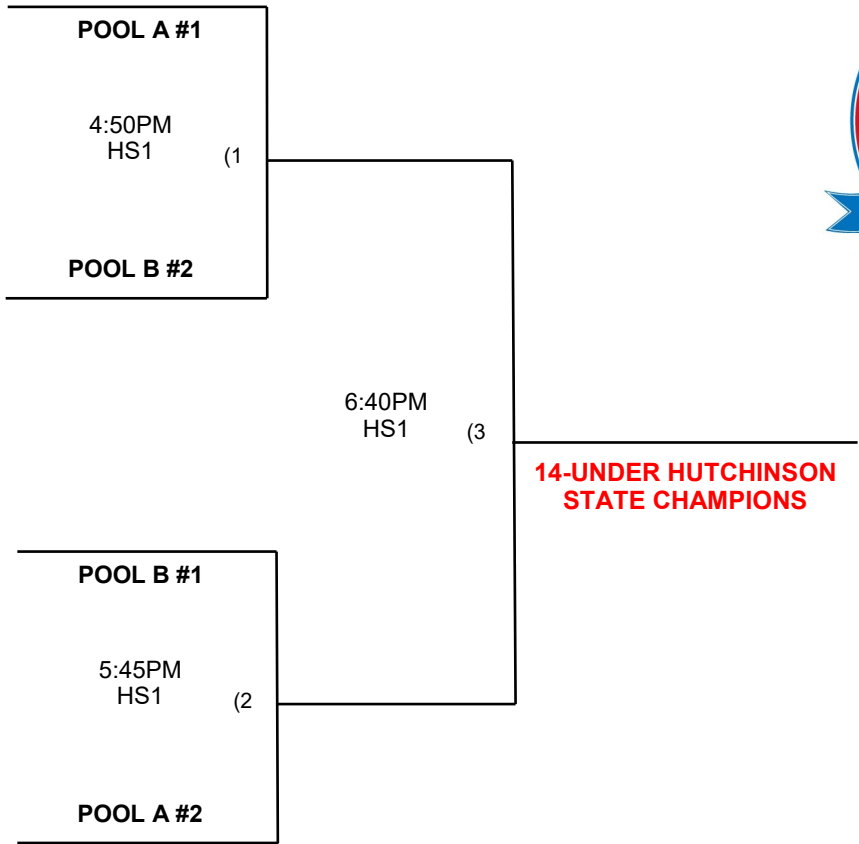 POOL A #1
4:50PM
HS1
(1
POOL B #2
6:40PM
HS1
(3
14-UNDER HUTCHINSON
STATE CHAMPIONS
POOL B #1
5:45PM
HS1
(2
POOL A #2